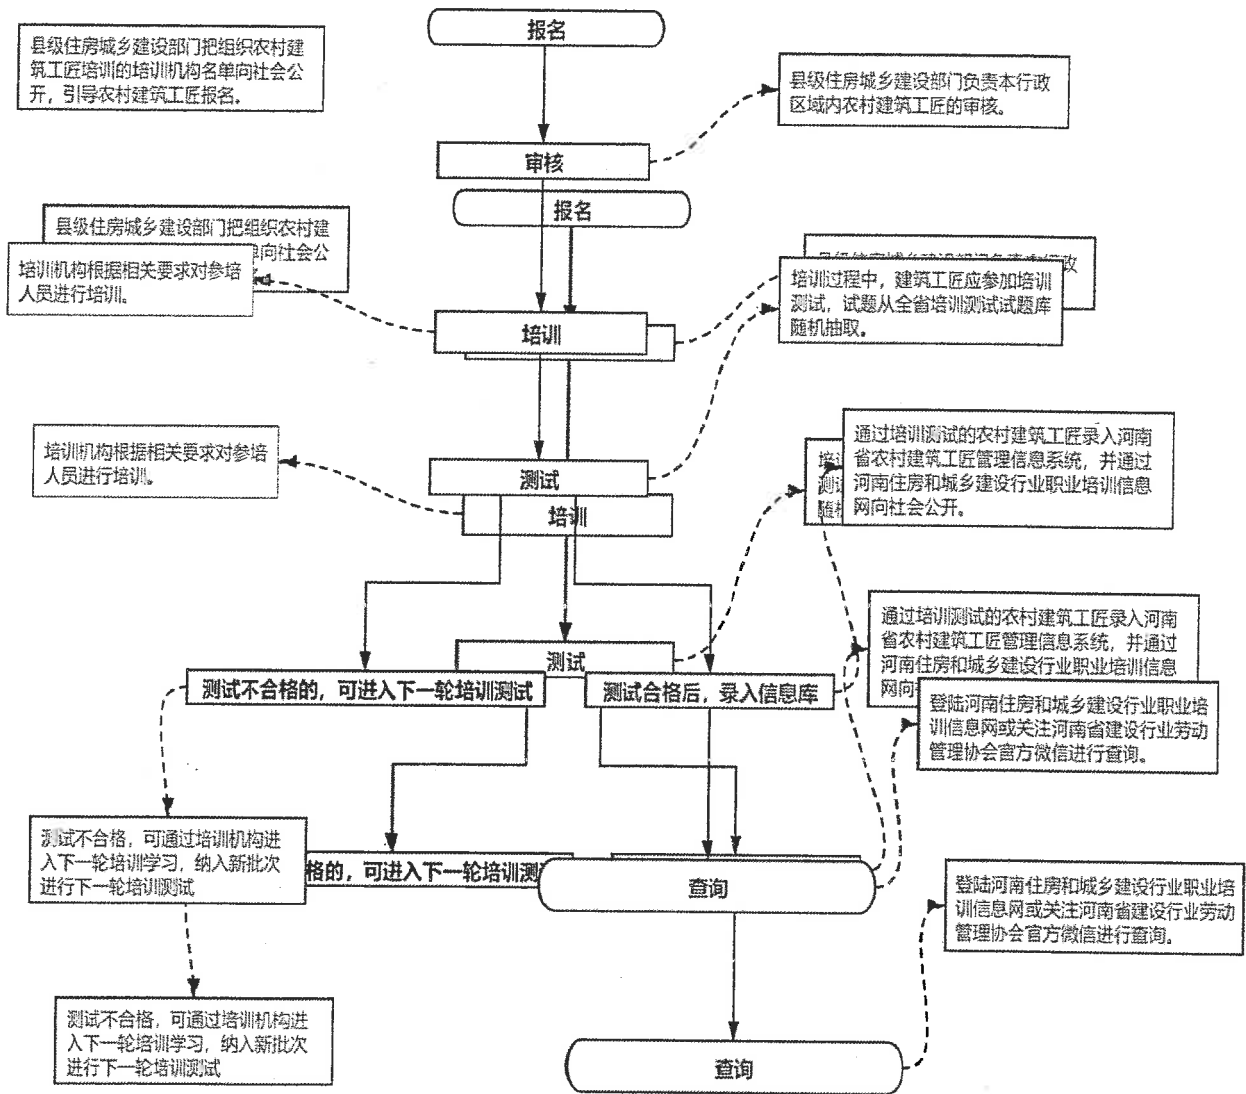 报名
县级住房城乡建设部门把组织农村建
筑工匠培训的培训机构名单向社会公
开，引导农村建筑工匠报名。
县级住房城乡建设部门负责本行政
区域内农村建筑工匠的审核。
审核
报名
县级住房城乡建设部门把组织农村建
单向社会公
培训机构根据相关要求对参培
人员进行培训。
政
培训过程中，建筑工匠应参加培训
测试，试题从全省培训测试试题库
随机抽取。
培训
培训机构根据相关要求对参培
人员进行培训。
测试
培训
培
测
随机
通过培训测试的农村建筑工匠录入河南
省农村建筑工匠管理信息系统，并通过
河南住房和城乡建设行业职业培训信息
网向社会公开。
测试
通过培训测试的农村建筑工匠录入河南
省农村建筑工匠管理信息系统，并通过
河南住房和城乡建设行业职业培训信息
网向
测试不合格的，可进入下一轮培训测试
测试合格后，录入信息库
登陆河南住房和城乡建设行业职业培
训信息网或关注河南省建设行业劳动
管理协会官方微信进行查询。
测试不合格，可通过培训机构进
入下一轮培训学习，纳入新批次
进行下一轮培训测试
格的，可进入下一轮培训测
查询
登陆河南住房和城乡建设行业职业培
训信息网或关注河南省建设行业劳动
管理协会官方微信进行查询。
测试不合格，可通过培训机构进
入下一轮培训学习，纳入新批次
进行下一轮培训测试
查询